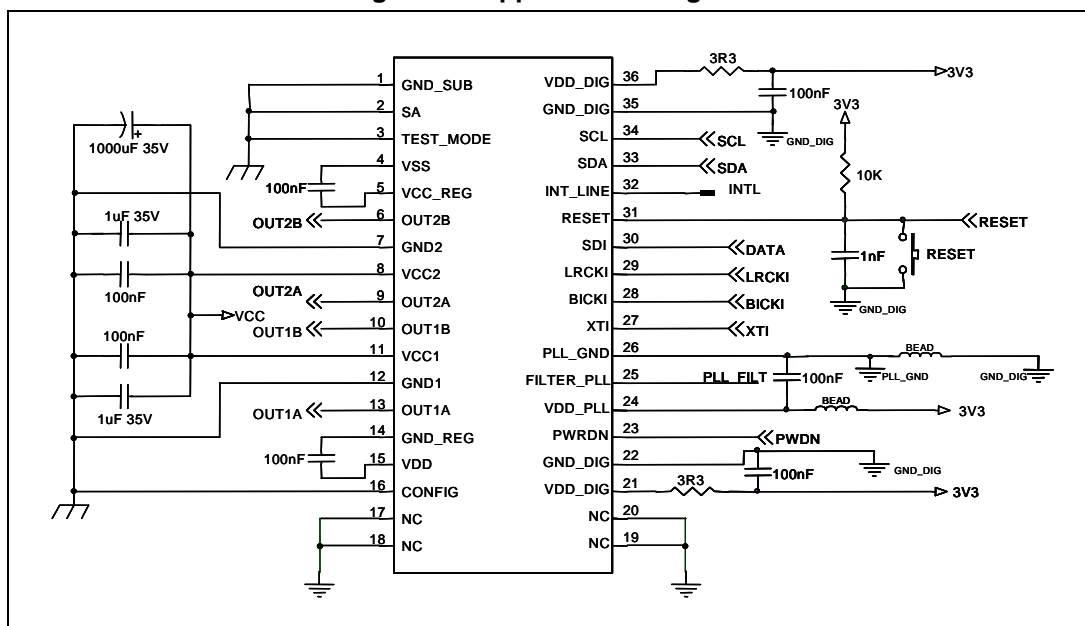 1000uF 35V
1uF 35V
100nF
VCC
100nF
1uF 35V
100nF
OUT2B
OUT2A
OUT1B
OUT1A
100nF
1 GND_SUB
2 SA
3 TEST_MODE
4 VSS
5 VCC_REG
6 OUT2B
7 GND2
8 VCC2
9 OUT2A
10 OUT1B
11 VCC1
12 GND1
13 OUT1A
14 GND_REG
15 VDD
16 CONFIG
17 NC
18 NC
VDD_DIG 36
GND_DIG 35
SCL 34
SDA 33
INT_LINE 32
RESET 31
SDI 30
LRCKI 29
BICKI 28
XTI 27
PLL_GND 26
FILTER_PLL 25
VDD_PLL 24
PWRDN 23
GND_DIG 22
VDD_DIG 21
NC 20
NC 19
3R3
3V3
100nF
GND_DIG
3V3
10K
SCL
SDA
INTL
RESET
1nF
RESET
GND_DIG
DATA
LRCKI
BICKI
XTI
BEAD
PLL_GND
GND_DIG
PLL_FILT
100nF
BEAD
3V3
PWDN
100nF
GND_DIG
3R3
3V3